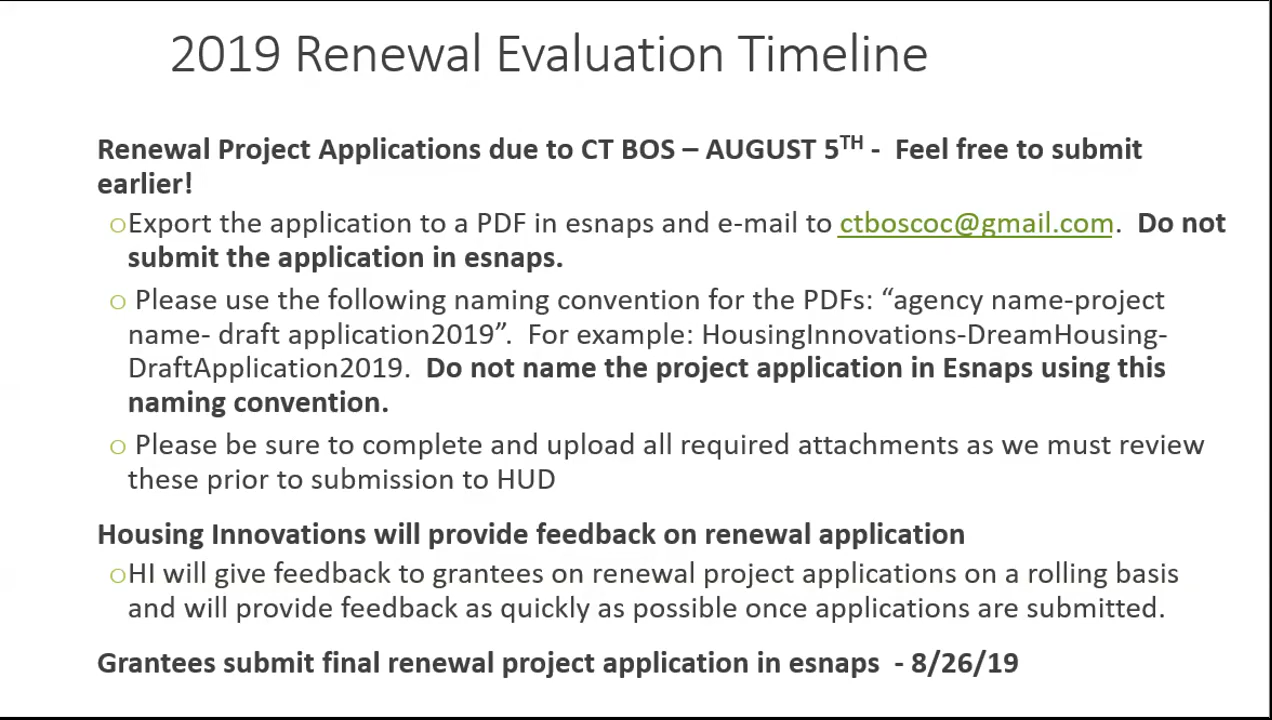 2019 Renewal Evaluation Timeline
Renewal Project Applications due to CT BOS – AUGUST 5TH - Feel free to submit
earlier!
oExport the application to a PDF in esnaps and e-mail to ctboscoc@gmail.com. Do not
submit the application in esnaps.
o Please use the following naming convention for the PDFs: “agency name-project
name- draft application2019”. For example: HousingInnovations-DreamHousing-
DraftApplication2019. Do not name the project application in Esnaps using this
naming convention.
o Please be sure to complete and upload all required attachments as we must review
these prior to submission to HUD
Housing Innovations will provide feedback on renewal application
oHI will give feedback to grantees on renewal project applications on a rolling basis
and will provide feedback as quickly as possible once applications are submitted.
Grantees submit final renewal project application in esnaps - 8/26/19